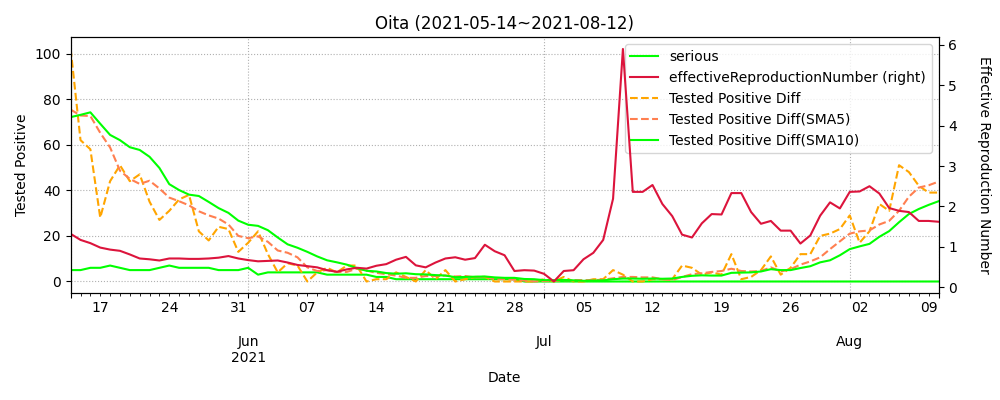 Oita (2021-05-14~2021-08-12)
100
80
60
40
20
0
Tested Positive
6
5
4
3
2
1
0
Effective Reproduction Number
serious
effectiveReproductionNumber (right)
Tested Positive Diff
Tested Positive Diff(SMA5)
Tested Positive Diff(SMA10)
17 24 31 07 14 21 28 05 12 19 26 02 09
Jun Jul Aug
2021
Date